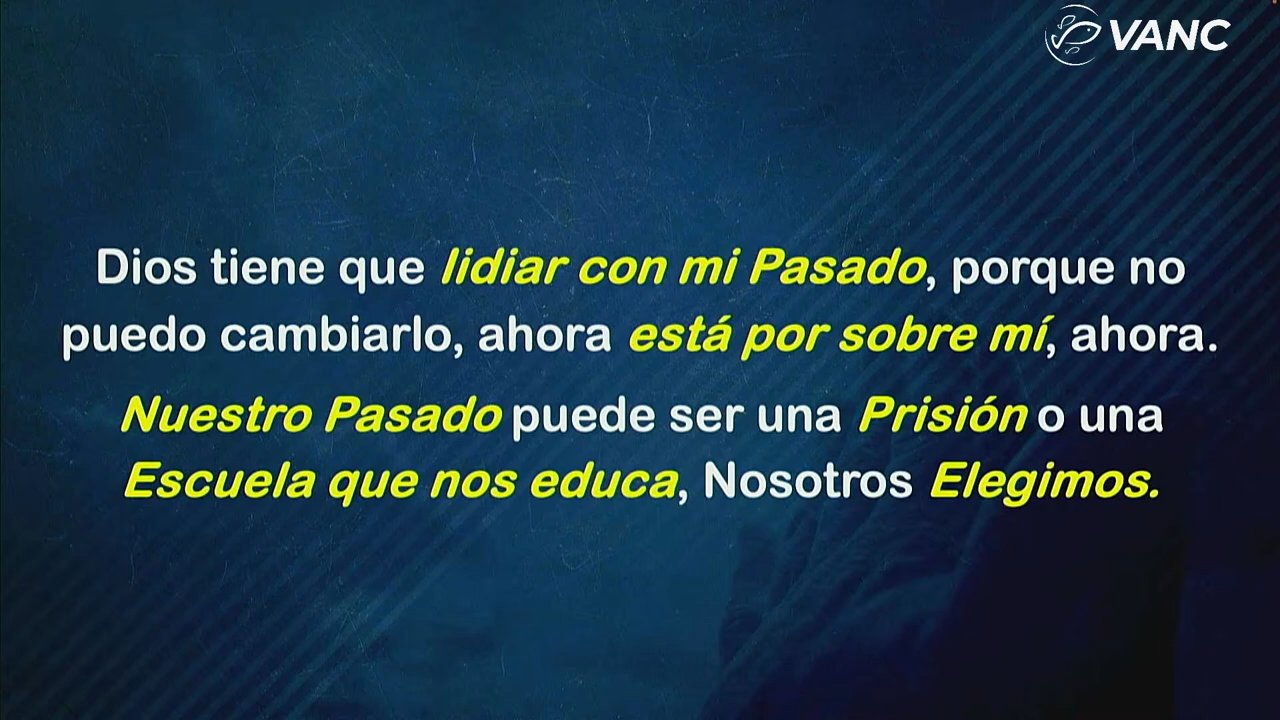 VANC
Dios tiene que lidiar con mi Pasado, porque no
puedo cambiarlo, ahora está por sobre mí, ahora.
Nuestro Pasado puede ser una Prisión o una
Escuela que nos educa, Nosotros Elegimos.